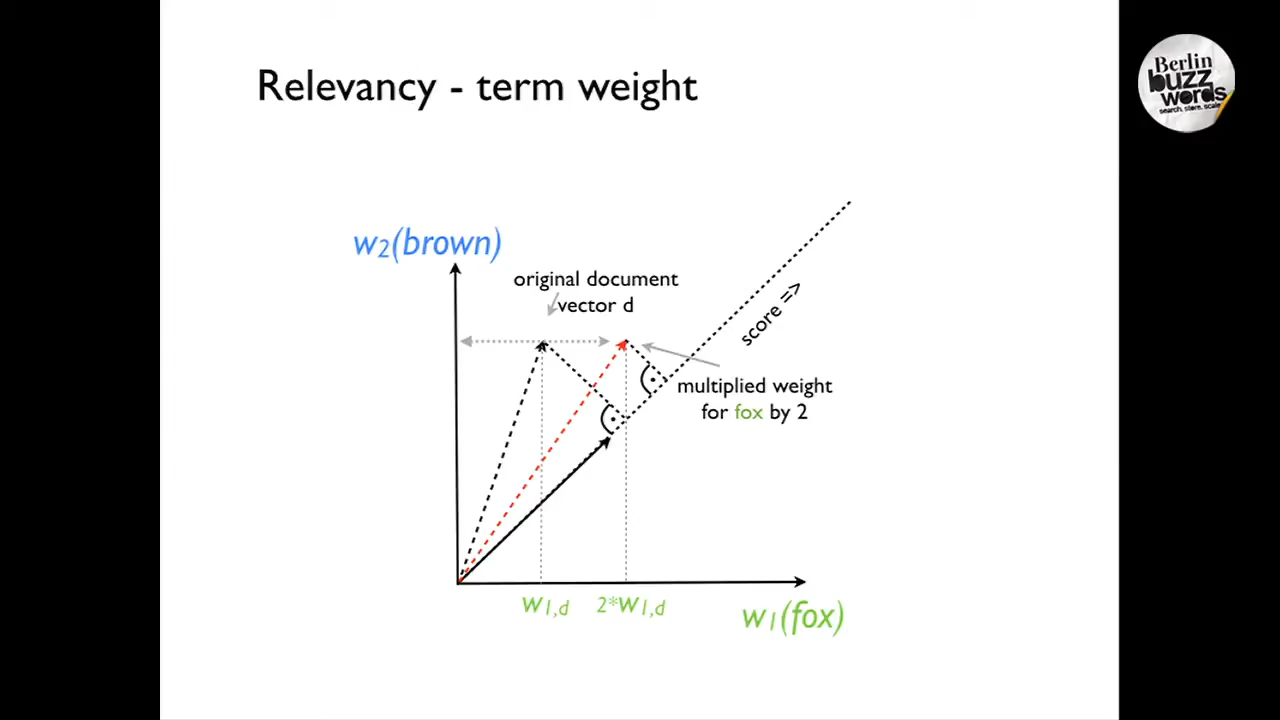 Relevancy - term weight
Berlin
buzz
words
search. store. scale
w2(brown)
original document
vector d
score =>
multiplied weight
for fox by 2
w1,d
2*w1,d
w1(fox)